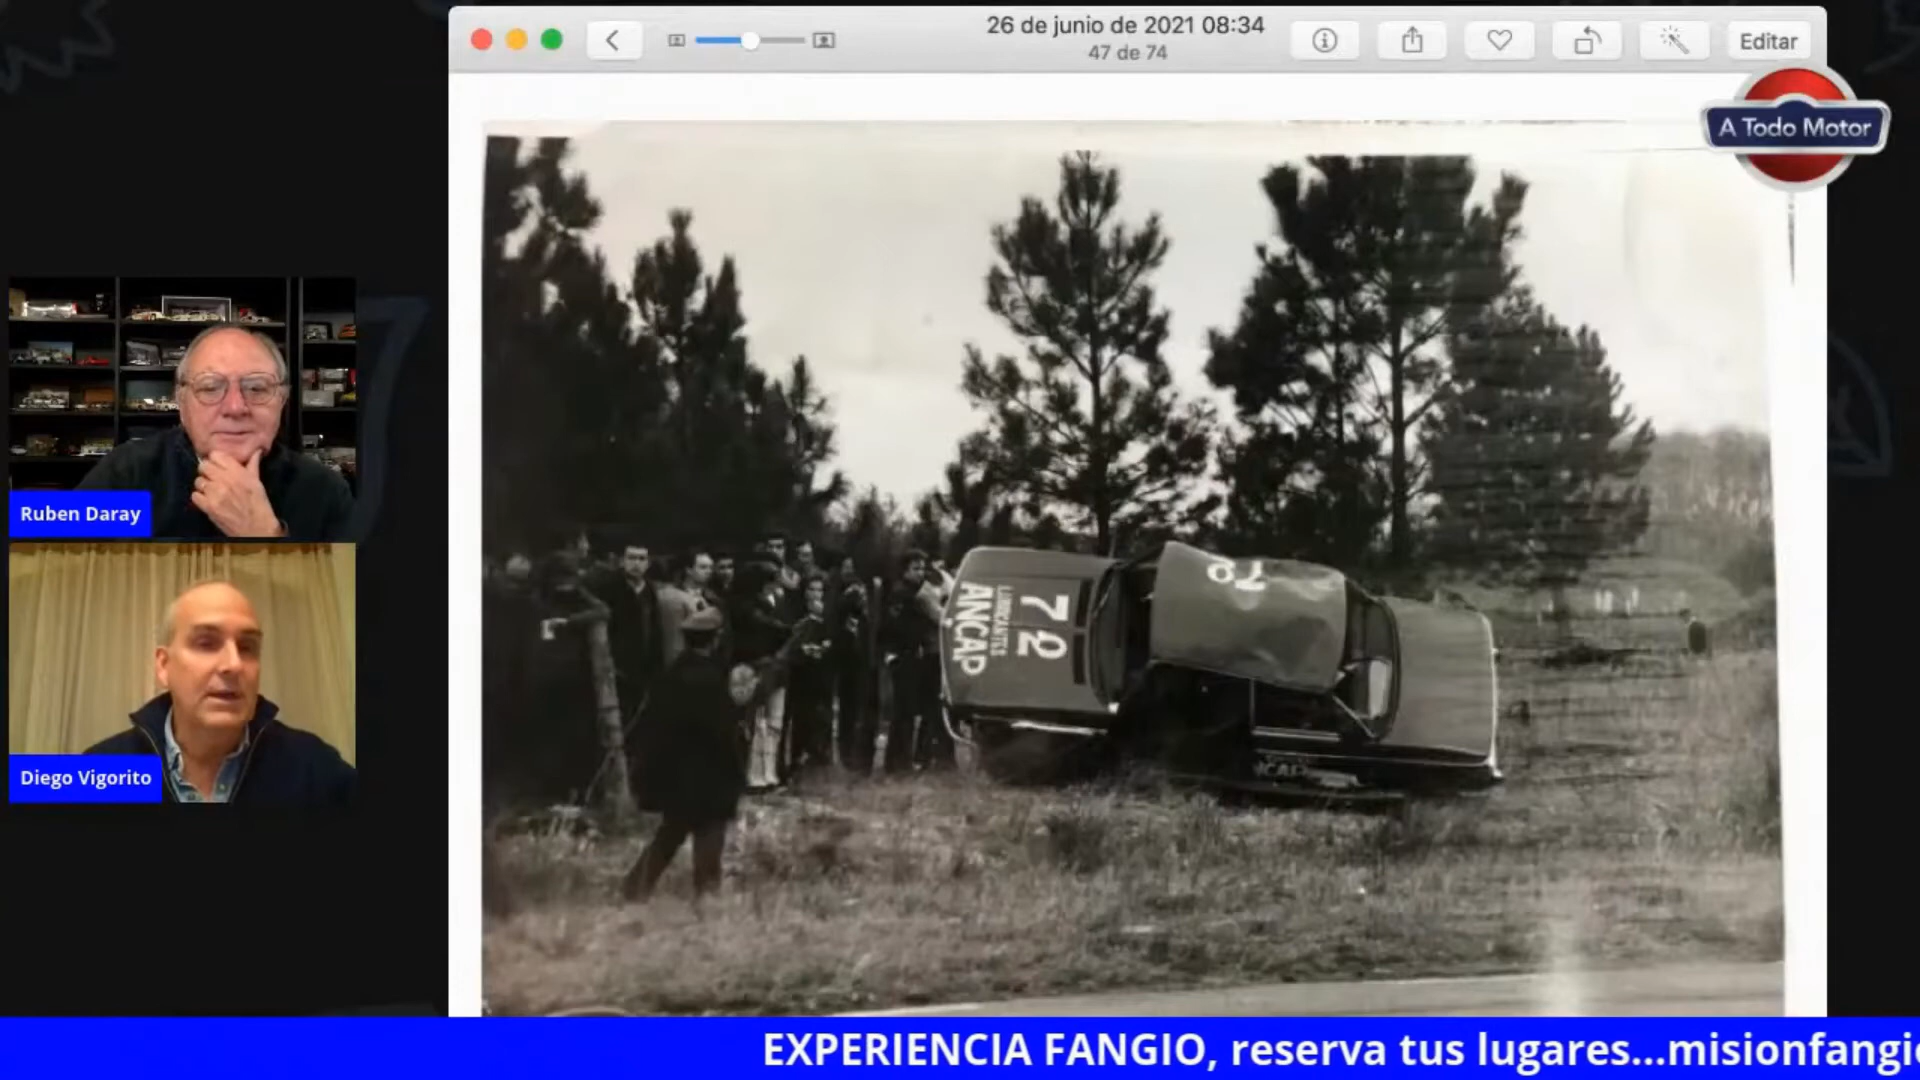 26 de junio de 2021 08:34
47 de 74
Editar
A Todo Motor
72
LUBRICANTES
ANCAP
Ruben Daray
Diego Vigorito
EXPERIENCIA FANGIO, reserva tus lugares...misionfangio